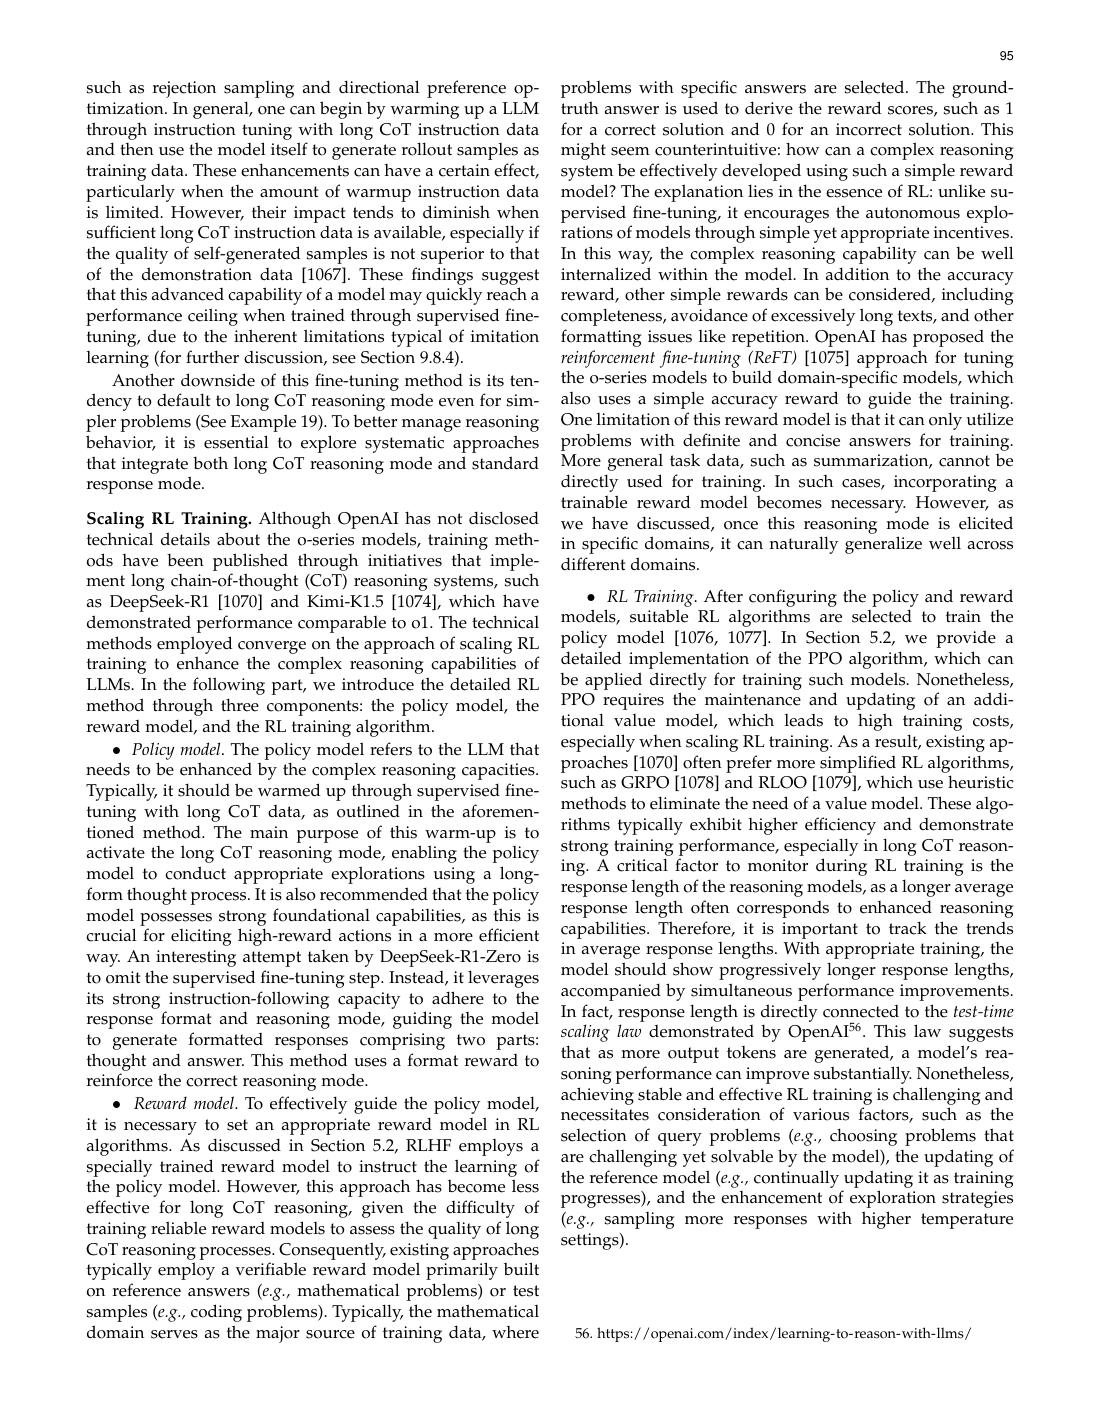 95
such as rejection sampling and directional preference op-
timization. In general, one can begin by warming up a LLM
through instruction tuning with long CoT instruction data
and then use the model itself to generate rollout samples as
training data. These enhancements can have a certain effect,
particularly when the amount of warmup instruction data
is limited. However, their impact tends to diminish when
sufficient long CoT instruction data is available, especially if
the quality of self-generated samples is not superior to that
of the demonstration data [1067]. These findings suggest
that this advanced capability of a model may quickly reach a
performance ceiling when trained through supervised fine-
tuning, due to the inherent limitations typical of imitation
learning (for further discussion, see Section 9.8.4).
Another downside of this fine-tuning method is its ten-
dency to default to long CoT reasoning mode even for sim-
pler problems (See Example 19). To better manage reasoning
behavior, it is essential to explore systematic approaches
that integrate both long CoT reasoning mode and standard
response mode.
Scaling RL Training. Although OpenAI has not disclosed
technical details about the o-series models, training meth-
ods have been published through initiatives that imple-
ment long chain-of-thought (CoT) reasoning systems, such
as DeepSeek-R1 [1070] and Kimi-K1.5 [1074], which have
demonstrated performance comparable to o1. The technical
methods employed converge on the approach of scaling RL
training to enhance the complex reasoning capabilities of
LLMs. In the following part, we introduce the detailed RL
method through three components: the policy model, the
reward model, and the RL training algorithm.
• Policy model. The policy model refers to the LLM that
needs to be enhanced by the complex reasoning capacities.
Typically, it should be warmed up through supervised fine-
tuning with long CoT data, as outlined in the aforemen-
tioned method. The main purpose of this warm-up is to
activate the long CoT reasoning mode, enabling the policy
model to conduct appropriate explorations using a long-
form thought process. It is also recommended that the policy
model possesses strong foundational capabilities, as this is
crucial for eliciting high-reward actions in a more efficient
way. An interesting attempt taken by DeepSeek-R1-Zero is
to omit the supervised fine-tuning step. Instead, it leverages
its strong instruction-following capacity to adhere to the
response format and reasoning mode, guiding the model
to generate formatted responses comprising two parts:
thought and answer. This method uses a format reward to
reinforce the correct reasoning mode.
• Reward model. To effectively guide the policy model,
it is necessary to set an appropriate reward model in RL
algorithms. As discussed in Section 5.2, RLHF employs a
specially trained reward model to instruct the learning of
the policy model. However, this approach has become less
effective for long CoT reasoning, given the difficulty of
training reliable reward models to assess the quality of long
CoT reasoning processes. Consequently, existing approaches
typically employ a verifiable reward model primarily built
on reference answers (e.g., mathematical problems) or test
samples (e.g., coding problems). Typically, the mathematical
domain serves as the major source of training data, where
problems with specific answers are selected. The ground-
truth answer is used to derive the reward scores, such as 1
for a correct solution and 0 for an incorrect solution. This
might seem counterintuitive: how can a complex reasoning
system be effectively developed using such a simple reward
model? The explanation lies in the essence of RL: unlike su-
pervised fine-tuning, it encourages the autonomous explo-
rations of models through simple yet appropriate incentives.
In this way, the complex reasoning capability can be well
internalized within the model. In addition to the accuracy
reward, other simple rewards can be considered, including
completeness, avoidance of excessively long texts, and other
formatting issues like repetition. OpenAI has proposed the
reinforcement fine-tuning (ReFT) [1075] approach for tuning
the o-series models to build domain-specific models, which
also uses a simple accuracy reward to guide the training.
One limitation of this reward model is that it can only utilize
problems with definite and concise answers for training.
More general task data, such as summarization, cannot be
directly used for training. In such cases, incorporating a
trainable reward model becomes necessary. However, as
we have discussed, once this reasoning mode is elicited
in specific domains, it can naturally generalize well across
different domains.
• RL Training. After configuring the policy and reward
models, suitable RL algorithms are selected to train the
policy model [1076, 1077]. In Section 5.2, we provide a
detailed implementation of the PPO algorithm, which can
be applied directly for training such models. Nonetheless,
PPO requires the maintenance and updating of an addi-
tional value model, which leads to high training costs,
especially when scaling RL training. As a result, existing ap-
proaches [1070] often prefer more simplified RL algorithms,
such as GRPO [1078] and RLOO [1079], which use heuristic
methods to eliminate the need of a value model. These algo-
rithms typically exhibit higher efficiency and demonstrate
strong training performance, especially in long CoT reason-
ing. A critical factor to monitor during RL training is the
response length of the reasoning models, as a longer average
response length often corresponds to enhanced reasoning
capabilities. Therefore, it is important to track the trends
in average response lengths. With appropriate training, the
model should show progressively longer response lengths,
accompanied by simultaneous performance improvements.
In fact, response length is directly connected to the test-time
scaling law demonstrated by OpenAI⁵⁶. This law suggests
that as more output tokens are generated, a model's rea-
soning performance can improve substantially. Nonetheless,
achieving stable and effective RL training is challenging and
necessitates consideration of various factors, such as the
selection of query problems (e.g., choosing problems that
are challenging yet solvable by the model), the updating of
the reference model (e.g., continually updating it as training
progresses), and the enhancement of exploration strategies
(e.g., sampling more responses with higher temperature
settings).
56. https://openai.com/index/learning-to-reason-with-llms/